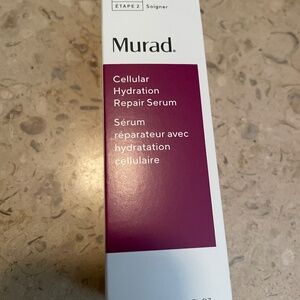 ÉTAPE 2 Soigner
Murad.
Cellular
Hydration
Repair Serum
Sérum
réparateur avec
hydratation
cellulaire